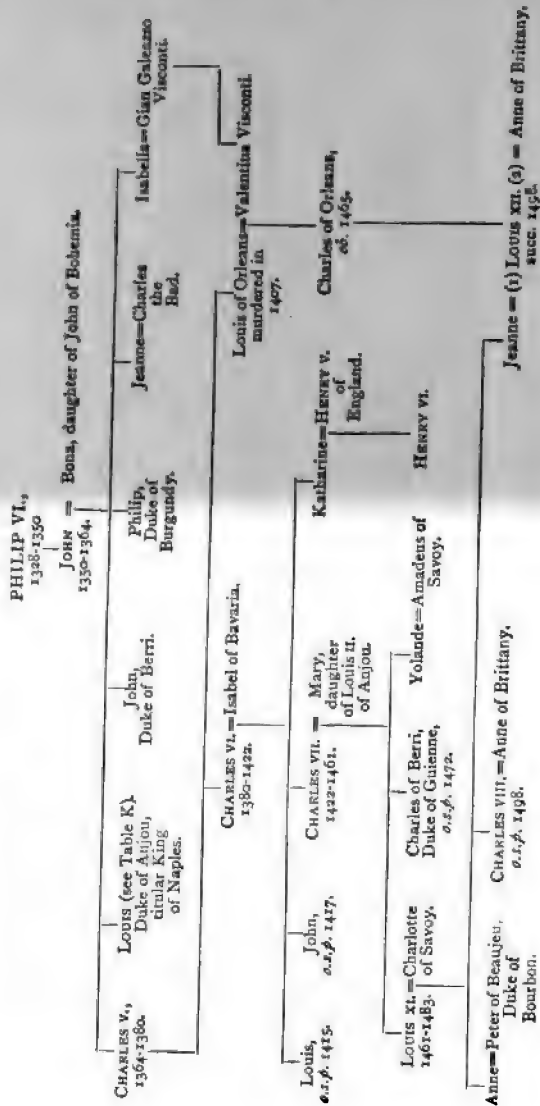 PHILIP VI.,
1328-1350
JOHN = Bona, daughter of John of Bohemia.
1350-1364.
CHARLES V.,
1364-1380.
LOUIS (see Table K).
Duke of Anjou,
titular King
of Naples.
John,
Duke of Berri.
Philip,
Duke of
Burgundy.
Jeanne=Charles
the
Bad.
Isabella=Gian Galeazzo
Visconti.
CHARLES VI.=Isabel of Bavaria.
1380-1422.
Louis of Orleans=Valentina Visconti.
murdered in
1407.
Louis,
o.s.p. 1415.
John,
o.s.p. 1417.
CHARLES VII. = Mary,
1422-1461. daughter
of Louis II.
of Anjou.
Katharine=HENRY V.
of
England.
Charles of Orleans,
ob. 1465.
LOUIS XI.=Charlotte
1461-1483. of Savoy.
Charles of Berri,
Duke of Guienne,
o.s.p. 1472.
Yolande=Amadeus of
Savoy.
HENRY VI.
Anne=Peter of Beaujeu,
Duke of
Bourbon.
CHARLES VIII.=Anne of Brittany.
o.s.p. 1498.
Jeanne = (1) LOUIS XII. (2) = Anne of Brittany.
succ. 1498.